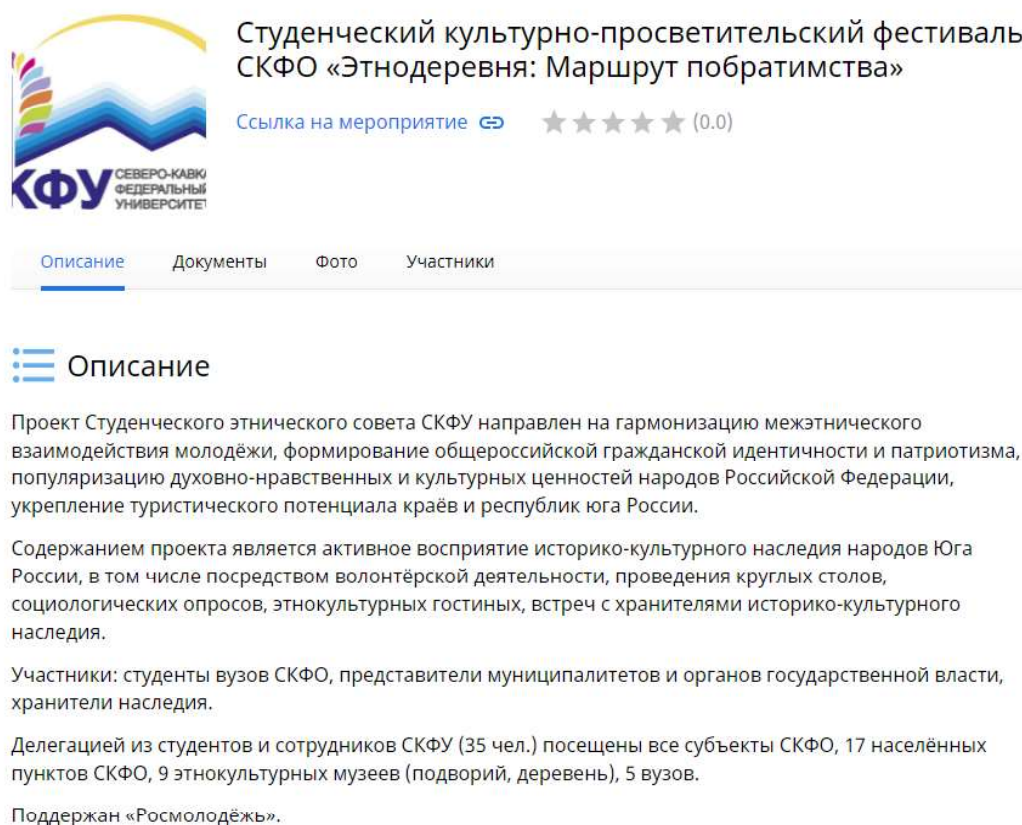 Студенческий культурно-просветительский фестиваль
СКФО «Этнодеревня: Маршрут побратимства»
Ссылка на мероприятие
(0.0)
КФУ
СЕВЕРО-КАВК
ФЕДЕРАЛЬНЫЙ
УНИВЕРСИТЕТ
Описание Документы Фото Участники
Описание
Проект Студенческого этнического совета СКФУ направлен на гармонизацию межэтнического
взаимодействия молодёжи, формирование общероссийской гражданской идентичности и патриотизма,
популяризацию духовно-нравственных и культурных ценностей народов Российской Федерации,
укрепление туристического потенциала краёв и республик юга России.
Содержанием проекта является активное восприятие историко-культурного наследия народов Юга
России, в том числе посредством волонтёрской деятельности, проведения круглых столов,
социологических опросов, этнокультурных гостиных, встреч с хранителями историко-культурного
наследия.
Участники: студенты вузов СКФО, представители муниципалитетов и органов государственной власти,
хранители наследия.
Делегацией из студентов и сотрудников СКФУ (35 чел.) посещены все субъекты СКФО, 17 населённых
пунктов СКФО, 9 этнокультурных музеев (подворий, деревень), 5 вузов.
Поддержан «Росмолодёжь».